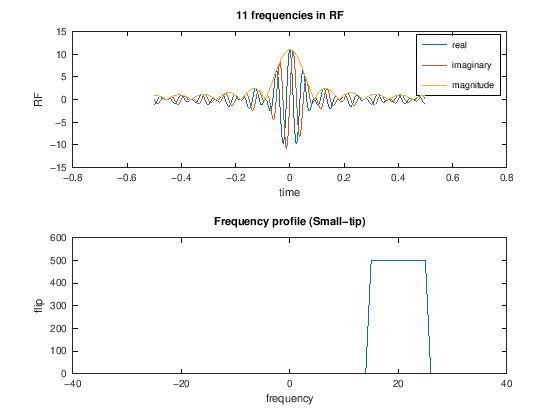 11 frequencies in RF
15
10
5
0
−5
−10
−15
RF
real
imaginary
magnitude
−0.8 −0.6 −0.4 −0.2 0 0.2 0.4 0.6 0.8
time
Frequency profile (Small−tip)
600
500
400
300
200
100
0
flip
−40 −20 0 20 40
frequency